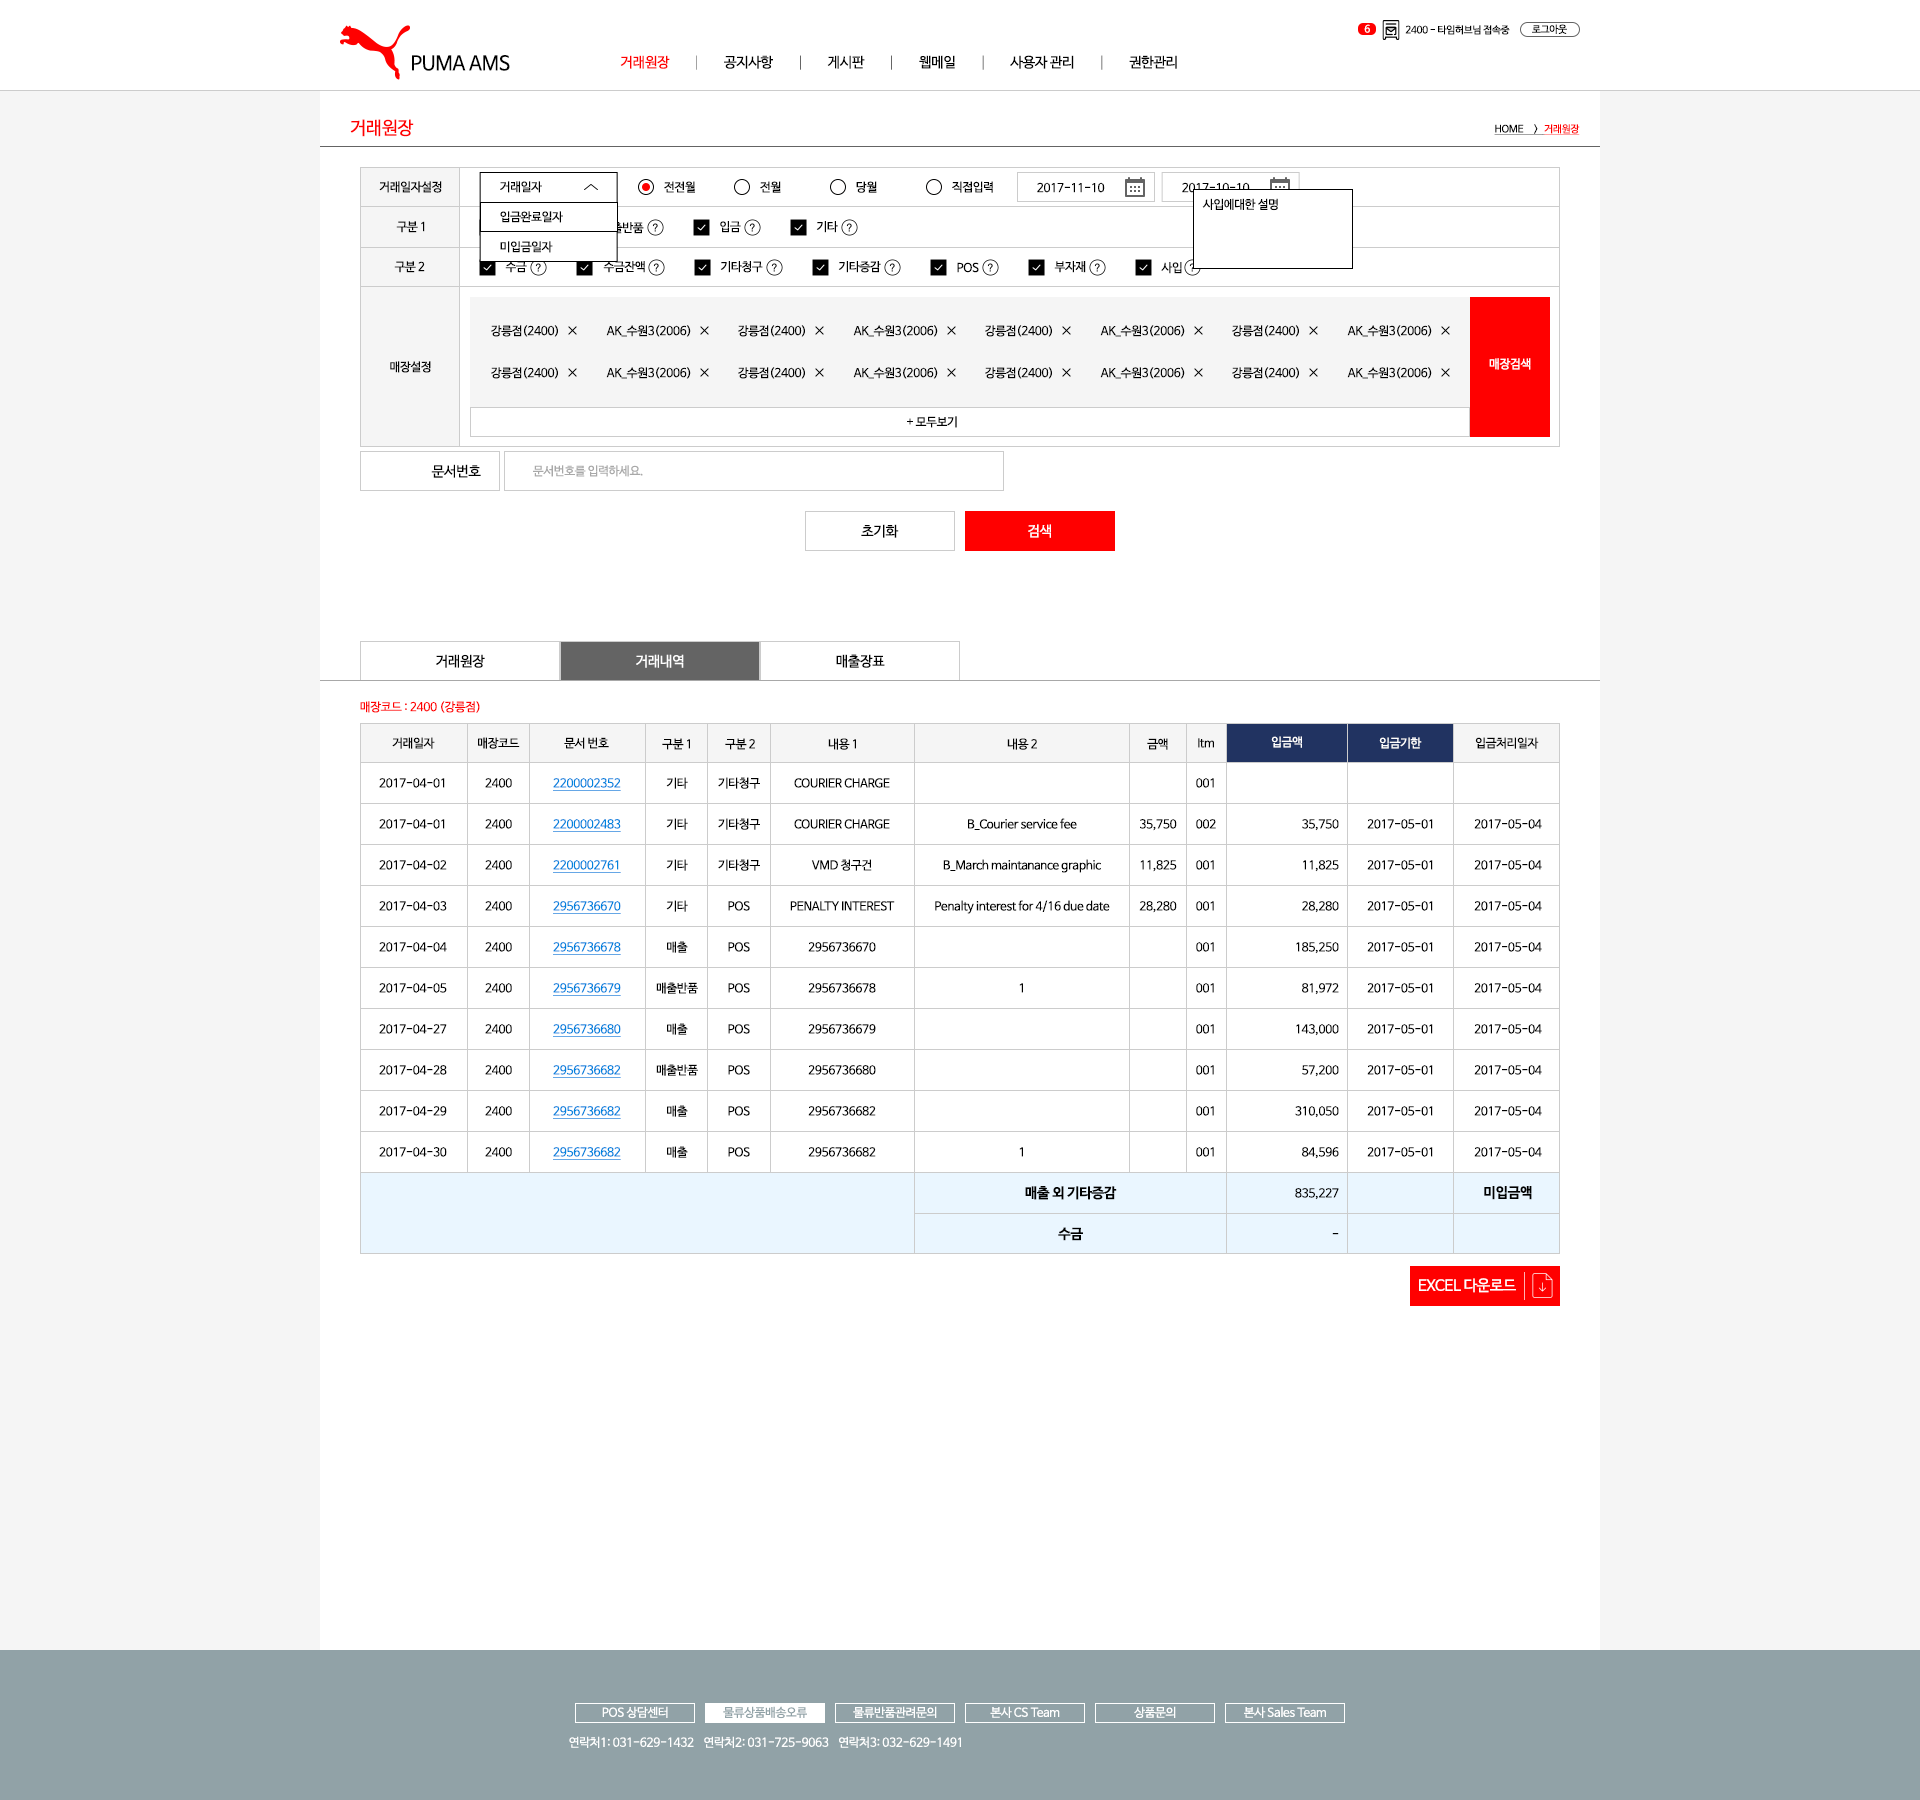 6 2400 - 타임허브님 접속중 로그아웃
PUMA AMS 거래원장 공지사항 게시판 웹메일 사용자 관리 권한관리
거래원장
HOME 거래원장
거래일자설정 거래일자 전전월 전월 당월 직접입력 2017-11-10 2017-10-10
입금완료일자
미입금일자
사입에대한 설명
구분 1 출반품 ? 입금 ? 기타 ?
구분 2 수금 ? 수금잔액 ? 기타청구 ? 기타증감 ? POS ? 부자재 ? 사입 ?
매장설정
강릉점(2400) × AK_수원3(2006) × 강릉점(2400) × AK_수원3(2006) × 강릉점(2400) × AK_수원3(2006) × 강릉점(2400) × AK_수원3(2006) ×
강릉점(2400) × AK_수원3(2006) × 강릉점(2400) × AK_수원3(2006) × 강릉점(2400) × AK_수원3(2006) × 강릉점(2400) × AK_수원3(2006) ×
매장검색
+ 모두보기
문서번호 문서번호를 입력하세요.
초기화 검색
거래원장 거래내역 매출장표
매장코드 : 2400 (강릉점)
거래일자 매장코드 문서 번호 구분 1 구분 2 내용 1 내용 2 금액 Itm 입금액 입금기한 입금처리일자
2017-04-01 2400 2200002352 기타 기타청구 COURIER CHARGE 001
2017-04-01 2400 2200002483 기타 기타청구 COURIER CHARGE B_Courier service fee 35,750 002 35,750 2017-05-01 2017-05-04
2017-04-02 2400 2200002761 기타 기타청구 VMD 청구건 B_March maintanance graphic 11,825 001 11,825 2017-05-01 2017-05-04
2017-04-03 2400 2956736670 기타 POS PENALTY INTEREST Penalty interest for 4/16 due date 28,280 001 28,280 2017-05-01 2017-05-04
2017-04-04 2400 2956736678 매출 POS 2956736670 001 185,250 2017-05-01 2017-05-04
2017-04-05 2400 2956736679 매출반품 POS 2956736678 1 001 81,972 2017-05-01 2017-05-04
2017-04-27 2400 2956736680 매출 POS 2956736679 001 143,000 2017-05-01 2017-05-04
2017-04-28 2400 2956736682 매출반품 POS 2956736680 001 57,200 2017-05-01 2017-05-04
2017-04-29 2400 2956736682 매출 POS 2956736682 001 310,050 2017-05-01 2017-05-04
2017-04-30 2400 2956736682 매출 POS 2956736682 1 001 84,596 2017-05-01 2017-05-04
매출 외 기타증감 835,227 미입금액
수금 -
EXCEL 다운로드
POS 상담센터 물류상품배송오류 물류반품관려문의 본사 CS Team 상품문의 본사 Sales Team
연락처1: 031-629-1432 연락처2: 031-725-9063 연락처3: 032-629-1491